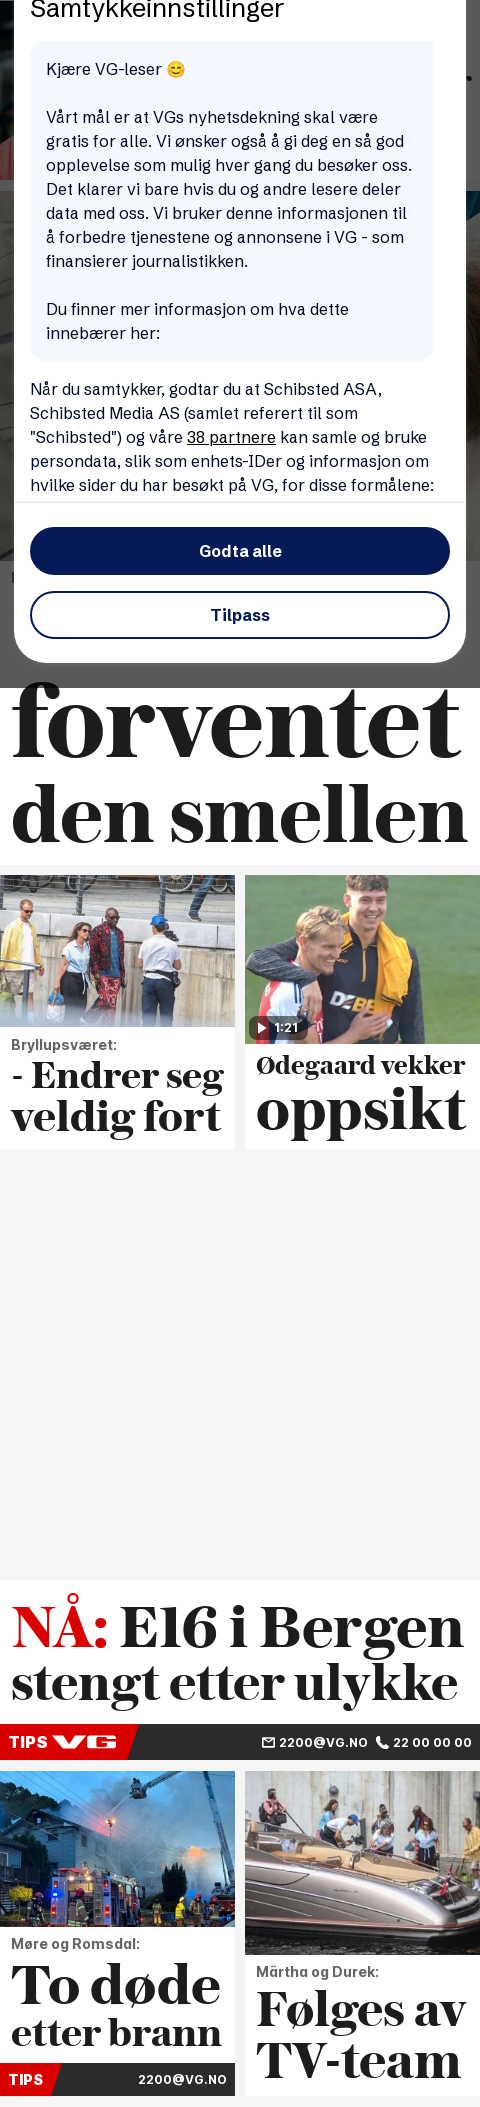 Samtykkeinnstillinger
Kjære VG-leser 😊
Vårt mål er at VGs nyhetsdekning skal være
gratis for alle. Vi ønsker også å gi deg en så god
opplevelse som mulig hver gang du besøker oss.
Det klarer vi bare hvis du og andre lesere deler
data med oss. Vi bruker denne informasjonen til
å forbedre tjenestene og annonsene i VG - som
finansierer journalistikken.
Du finner mer informasjon om hva dette
innebærer her:
Når du samtykker, godtar du at Schibsted ASA,
Schibsted Media AS (samlet referert til som
"Schibsted") og våre 38 partnere kan samle og bruke
persondata, slik som enhets-IDer og informasjon om
hvilke sider du har besøkt på VG, for disse formålene:
Godta alle
Tilpass
forventet
den smellen
1:21
Bryllupsværet:
- Endrer seg
veldig fort
Ødegaard vekker
oppsikt
NÅ: E16 i Bergen
stengt etter ulykke
TIPS VG 2200@VG.NO 22 00 00 00
Møre og Romsdal:
To døde
etter brann
TIPS 2200@VG.NO
Märtha og Durek:
Følges av
TV-team